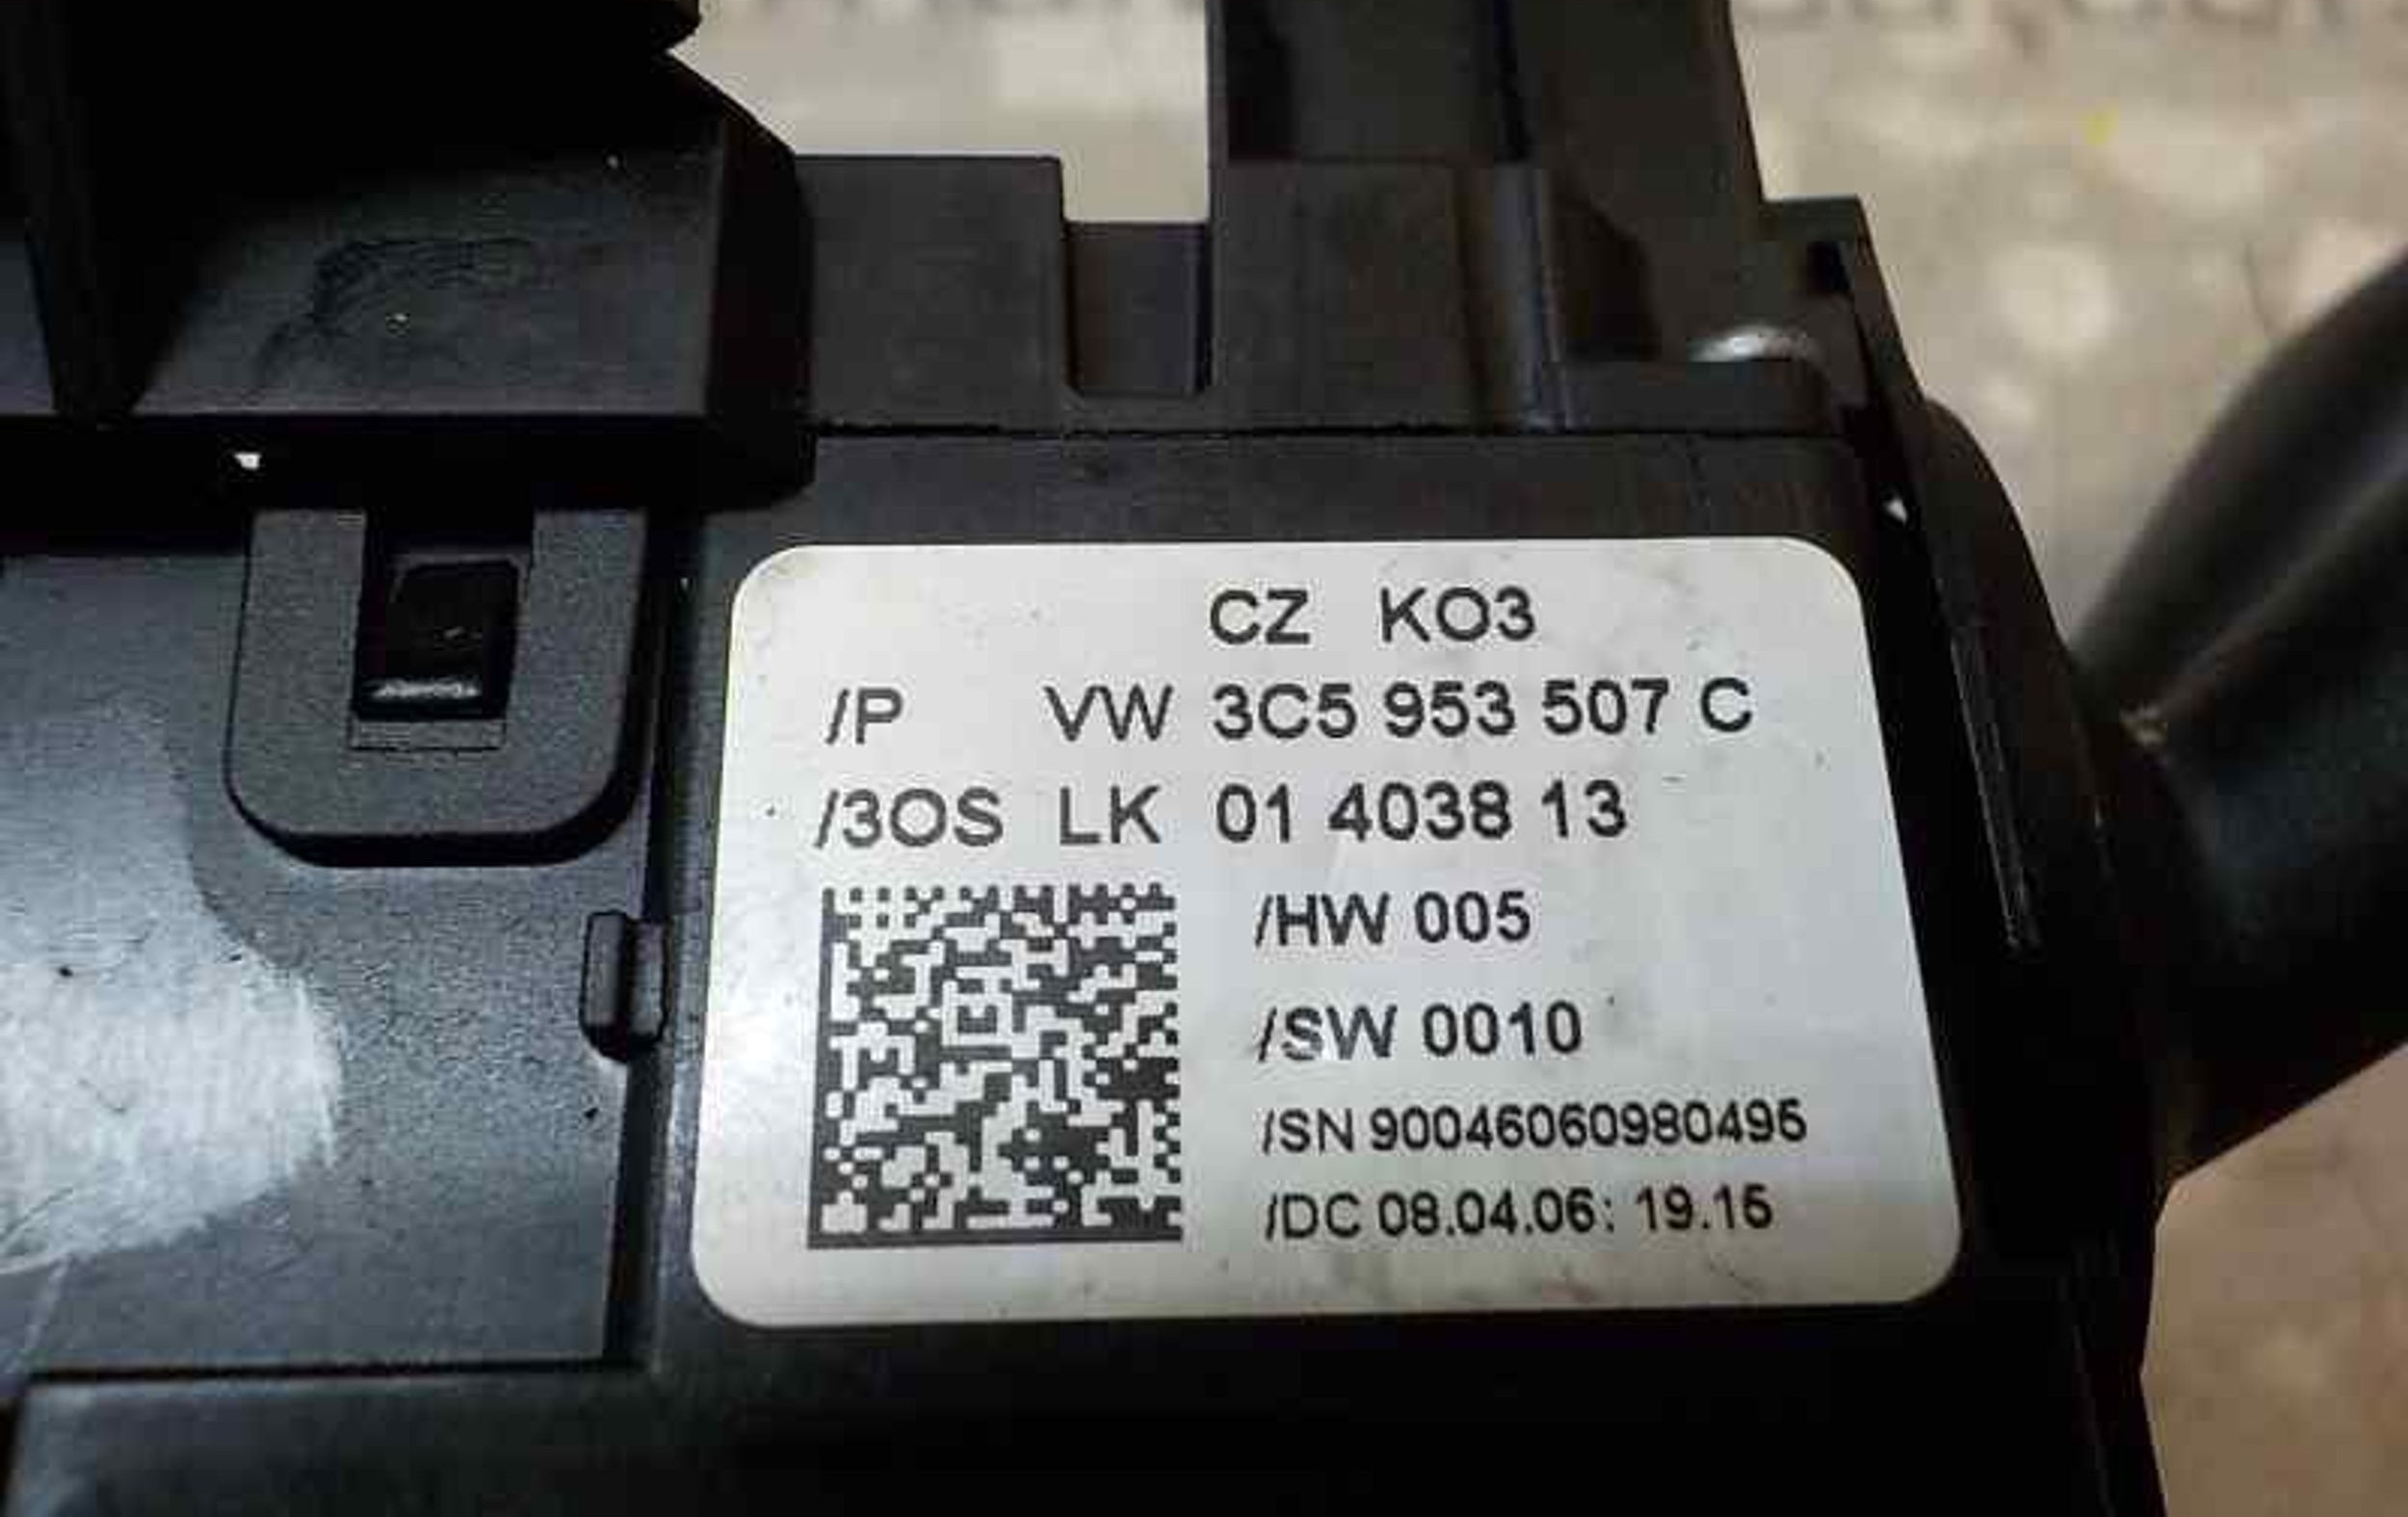 CZ KO3
/P VW 3C5 953 507 C
/3OS LK 01 4038 13
/HW 005
/SW 0010
/SN 90046060980495
/DC 08.04.06: 19.15